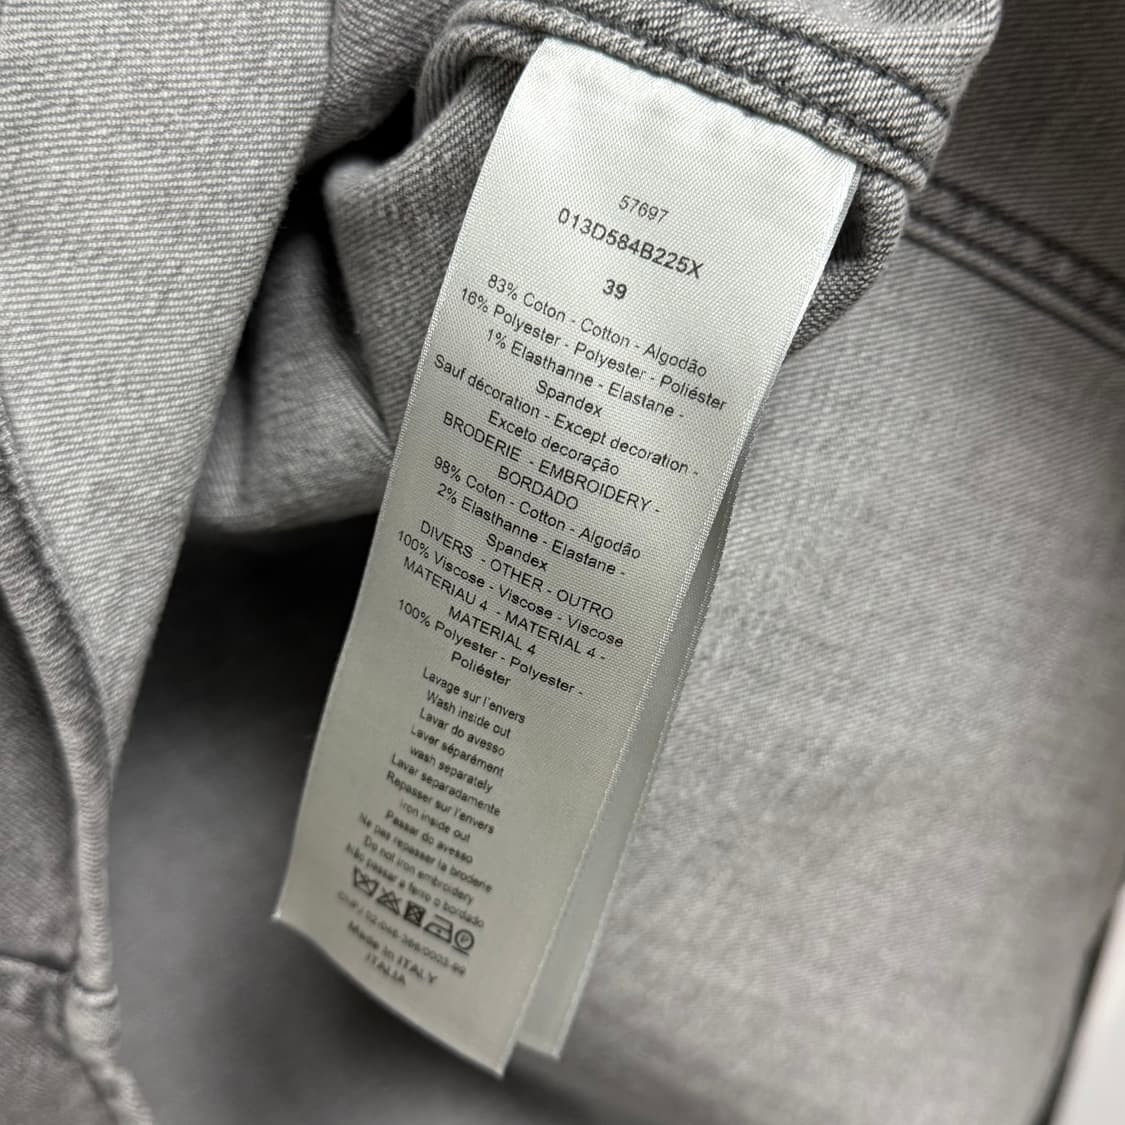 57697
013D584B225X
39
83% Coton - Cotton - Algodão
16% Polyester - Polyester - Poliéster
1% Elasthanne - Elastane -
Spandex
Sauf décoration - Except decoration -
Exceto decoração
BRODERIE - EMBROIDERY -
BORDADO
98% Coton - Cotton - Algodão
2% Elasthanne - Elastane -
Spandex
DIVERS - OTHER - OUTRO
100% Viscose - Viscose - Viscose
MATERIAU 4 - MATERIAL 4 -
MATERIAL 4
100% Polyester - Polyester -
Poliéster
Lavage sur l'envers
Wash inside out
Lavar do avesso
Laver séparément
wash separately
Lavar separadamente
Repasser sur l'envers
iron inside out
Passar do avesso
Ne pas repasser la broderie
Do not iron embroidery
Não passar a ferro o bordado
Made in ITALY
ITALIA